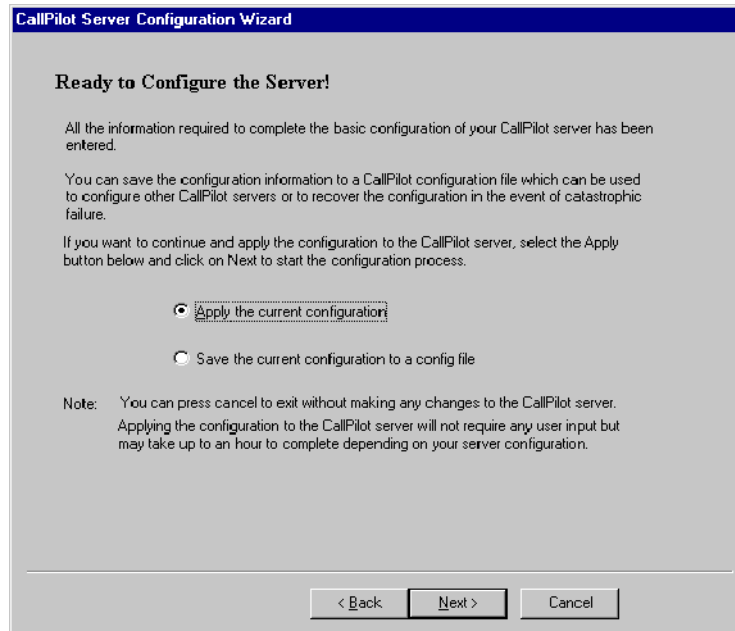 CallPilot Server Configuration Wizard
Ready to Configure the Server!
All the information required to complete the basic configuration of your CallPilot server has been
entered.
You can save the configuration information to a CallPilot configuration file which can be used
to configure other CallPilot servers or to recover the configuration in the event of catastrophic
failure.
If you want to continue and apply the configuration to the CallPilot server, select the Apply
button below and click on Next to start the configuration process.
Apply the current configuration
Save the current configuration to a config file
Note: You can press cancel to exit without making any changes to the CallPilot server.
Applying the configuration to the CallPilot server will not require any user input but
may take up to an hour to complete depending on your server configuration.
< Back Next > Cancel